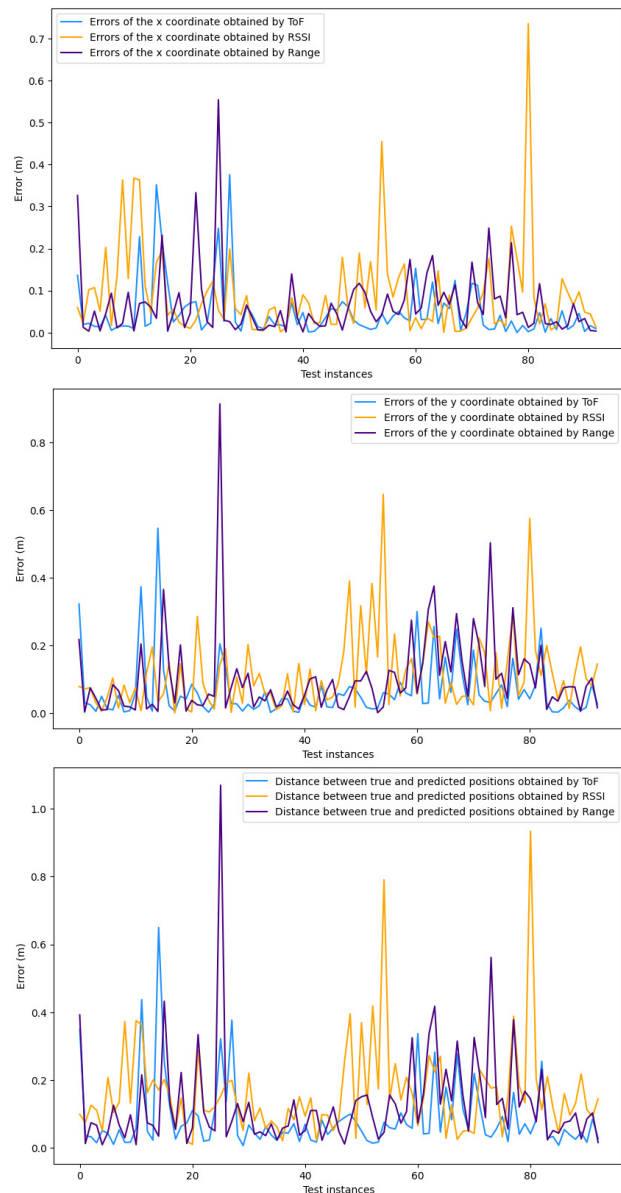 Errors of the x coordinate obtained by ToF
Errors of the x coordinate obtained by RSSI
Errors of the x coordinate obtained by Range
Error (m)
0.7
0.6
0.5
0.4
0.3
0.2
0.1
0.0
0 20 40 60 80
Test instances
Errors of the y coordinate obtained by ToF
Errors of the y coordinate obtained by RSSI
Errors of the y coordinate obtained by Range
Error (m)
0.8
0.6
0.4
0.2
0.0
0 20 40 60 80
Test instances
Distance between true and predicted positions obtained by ToF
Distance between true and predicted positions obtained by RSSI
Distance between true and predicted positions obtained by Range
Error (m)
1.0
0.8
0.6
0.4
0.2
0.0
0 20 40 60 80
Test instances